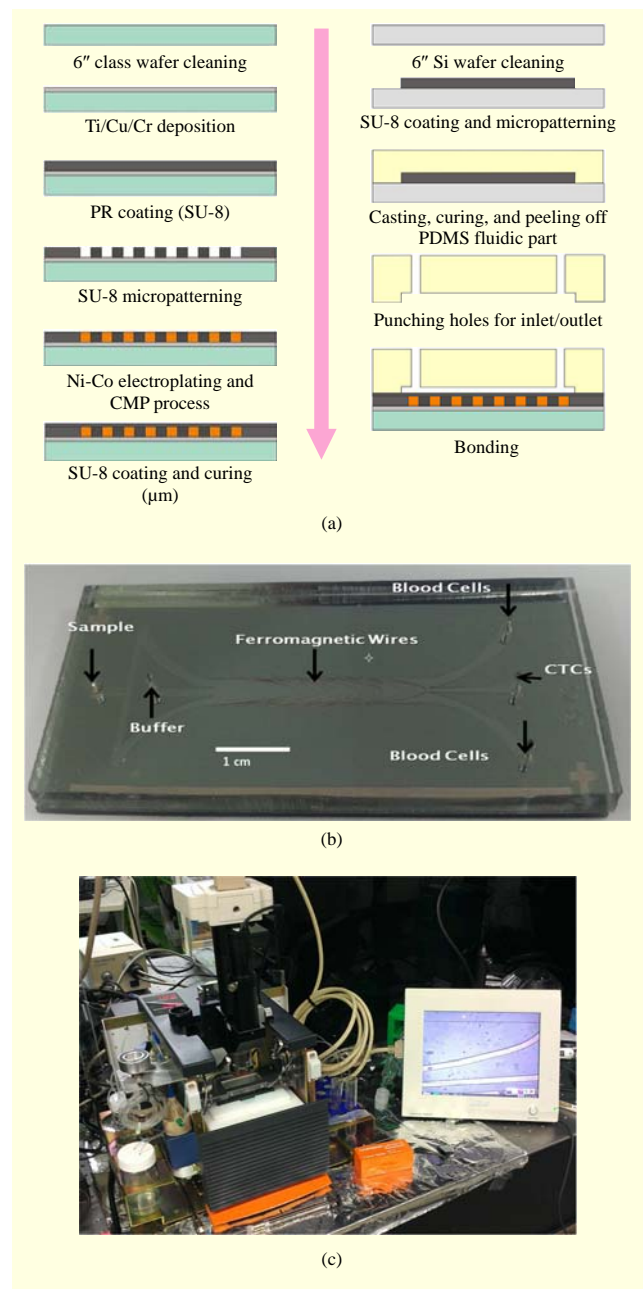 6″ class wafer cleaning
Ti/Cu/Cr deposition
PR coating (SU-8)
SU-8 micropatterning
Ni-Co electroplating and
CMP process
SU-8 coating and curing
(μm)
6″ Si wafer cleaning
SU-8 coating and micropatterning
Casting, curing, and peeling off
PDMS fluidic part
Punching holes for inlet/outlet
Bonding
(a)
Blood Cells
Sample
Ferromagnetic Wires
CTCs
Buffer
1 cm
Blood Cells
(b)
(c)